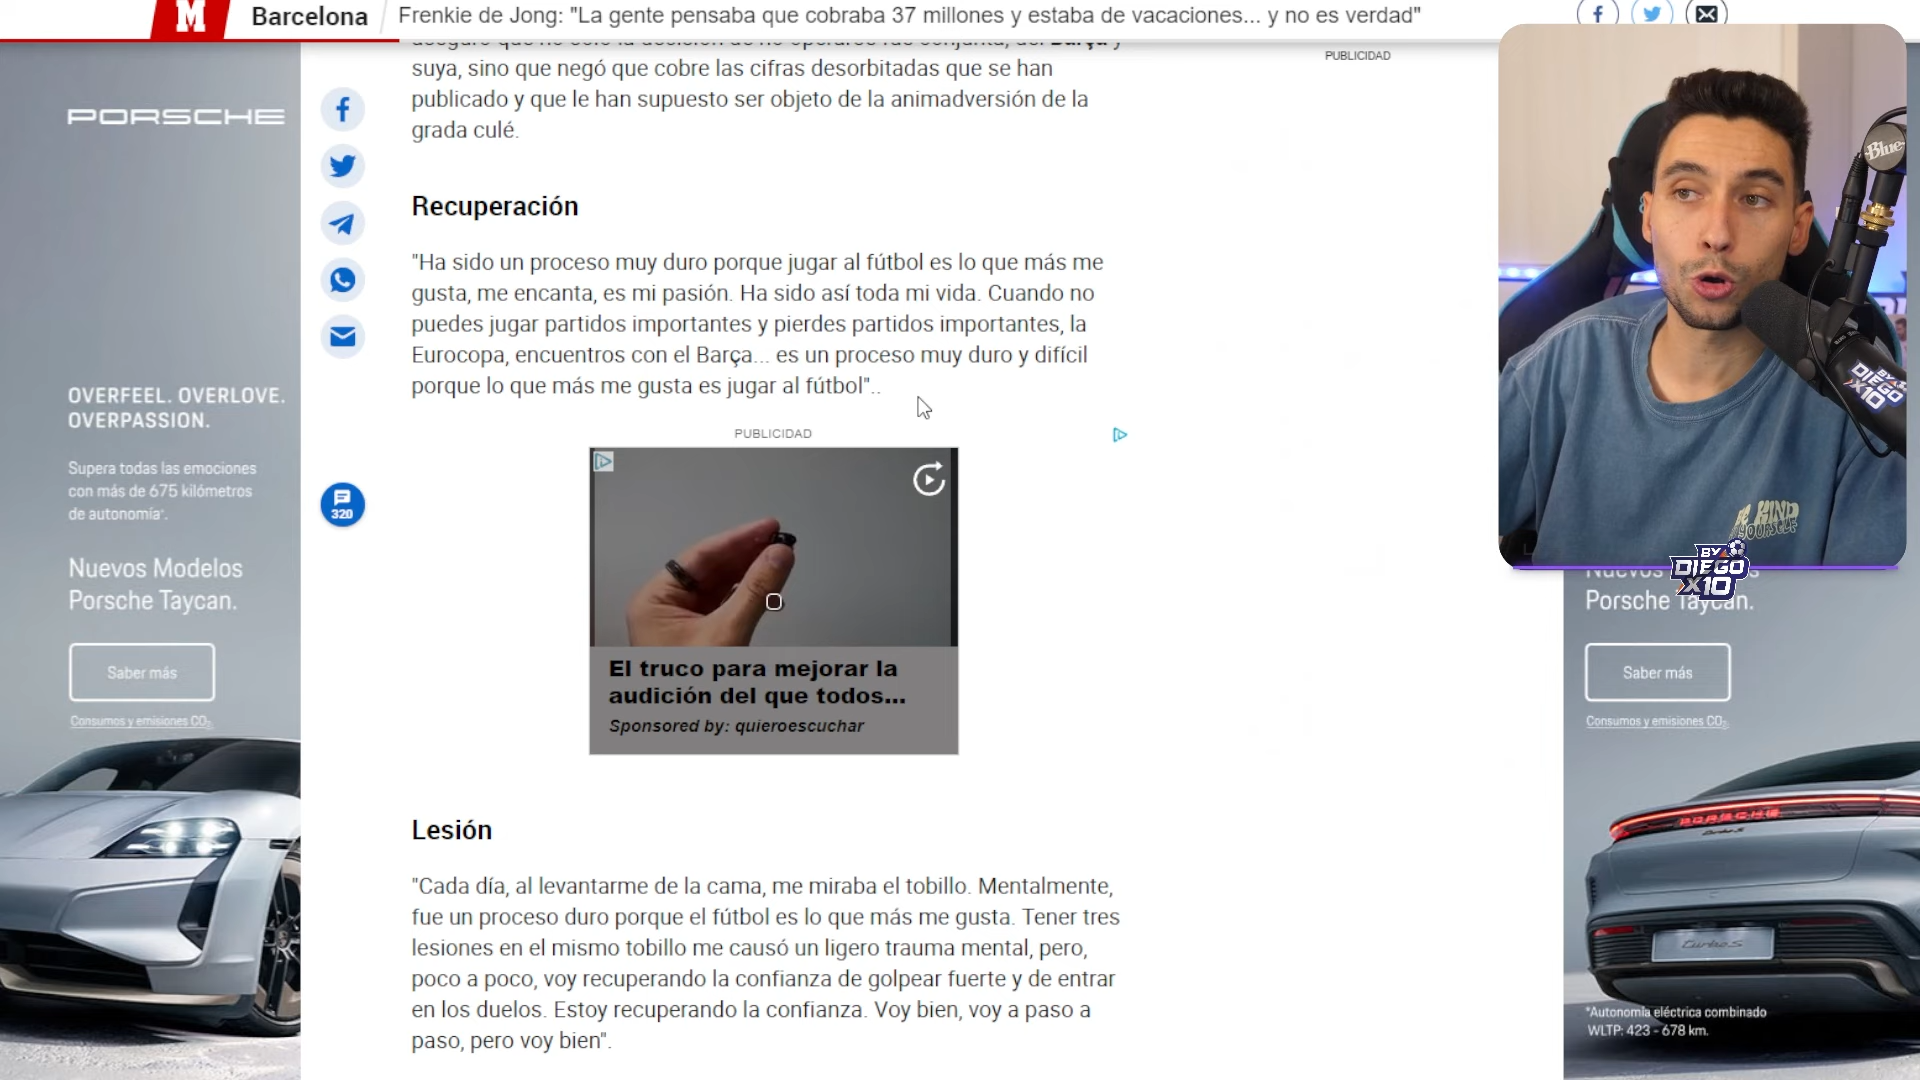 M
Barcelona
Frenkie de Jong: "La gente pensaba que cobraba 37 millones y estaba de vacaciones... y no es verdad"
suya, sino que negó que cobre las cifras desorbitadas que se han
publicado y que le han supuesto ser objeto de la animadversión de la
grada culé.
Recuperación
"Ha sido un proceso muy duro porque jugar al fútbol es lo que más me
gusta, me encanta, es mi pasión. Ha sido así toda mi vida. Cuando no
puedes jugar partidos importantes y pierdes partidos importantes, la
Eurocopa, encuentros con el Barça... es un proceso muy duro y difícil
porque lo que más me gusta es jugar al fútbol"..
PUBLICIDAD
El truco para mejorar la
audición del que todos...
Sponsored by: quieroescuchar
Lesión
"Cada día, al levantarme de la cama, me miraba el tobillo. Mentalmente,
fue un proceso duro porque el fútbol es lo que más me gusta. Tener tres
lesiones en el mismo tobillo me causó un ligero trauma mental, pero,
poco a poco, voy recuperando la confianza de golpear fuerte y de entrar
en los duelos. Estoy recuperando la confianza. Voy bien, voy a paso a
paso, pero voy bien".
320
PORSCHE
OVERFEEL. OVERLOVE.
OVERPASSION.
Supera todas las emociones
con más de 675 kilómetros
de autonomía*.
Nuevos Modelos
Porsche Taycan.
Saber más
Consumos y emisiones CO2.
PUBLICIDAD
Blue
BY
DIEGO
X10
KIND
YOURSELF
BY
DIEGO
X10
Nuevos
Porsche Taycan.
Saber más
Consumos y emisiones CO2.
PORSCHE
Turbo S
Turbo S
*Autonomía eléctrica combinado
WLTP: 423 - 678 km.